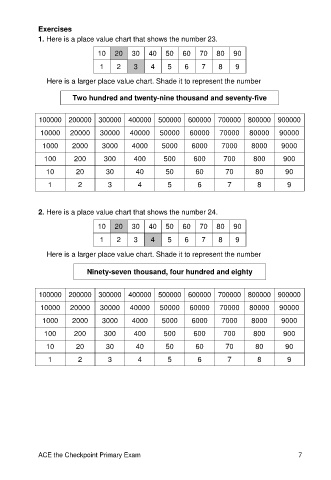 Exercises
1. Here is a place value chart that shows the number 23.
10 20 30 40 50 60 70 80 90
1 2 3 4 5 6 7 8 9
Here is a larger place value chart. Shade it to represent the number
Two hundred and twenty-nine thousand and seventy-five
100000 200000 300000 400000 500000 600000 700000 800000 900000
10000 20000 30000 40000 50000 60000 70000 80000 90000
1000 2000 3000 4000 5000 6000 7000 8000 9000
100 200 300 400 500 600 700 800 900
10 20 30 40 50 60 70 80 90
1 2 3 4 5 6 7 8 9
2. Here is a place value chart that shows the number 24.
10 20 30 40 50 60 70 80 90
1 2 3 4 5 6 7 8 9
Here is a larger place value chart. Shade it to represent the number
Ninety-seven thousand, four hundred and eighty
100000 200000 300000 400000 500000 600000 700000 800000 900000
10000 20000 30000 40000 50000 60000 70000 80000 90000
1000 2000 3000 4000 5000 6000 7000 8000 9000
100 200 300 400 500 600 700 800 900
10 20 30 40 50 60 70 80 90
1 2 3 4 5 6 7 8 9
ACE the Checkpoint Primary Exam 7